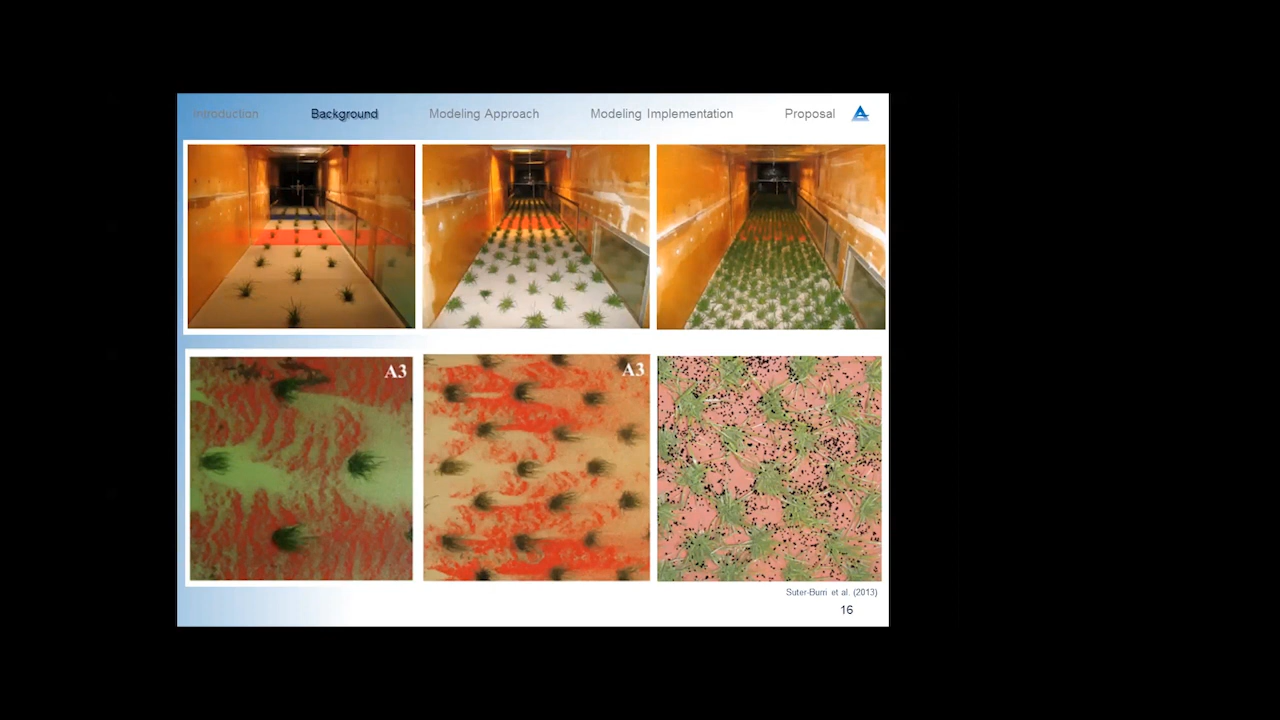 Introduction
Background
Modeling Approach
Modeling Implementation
Proposal
A3
A3
Suter-Burri et al. (2013)
16